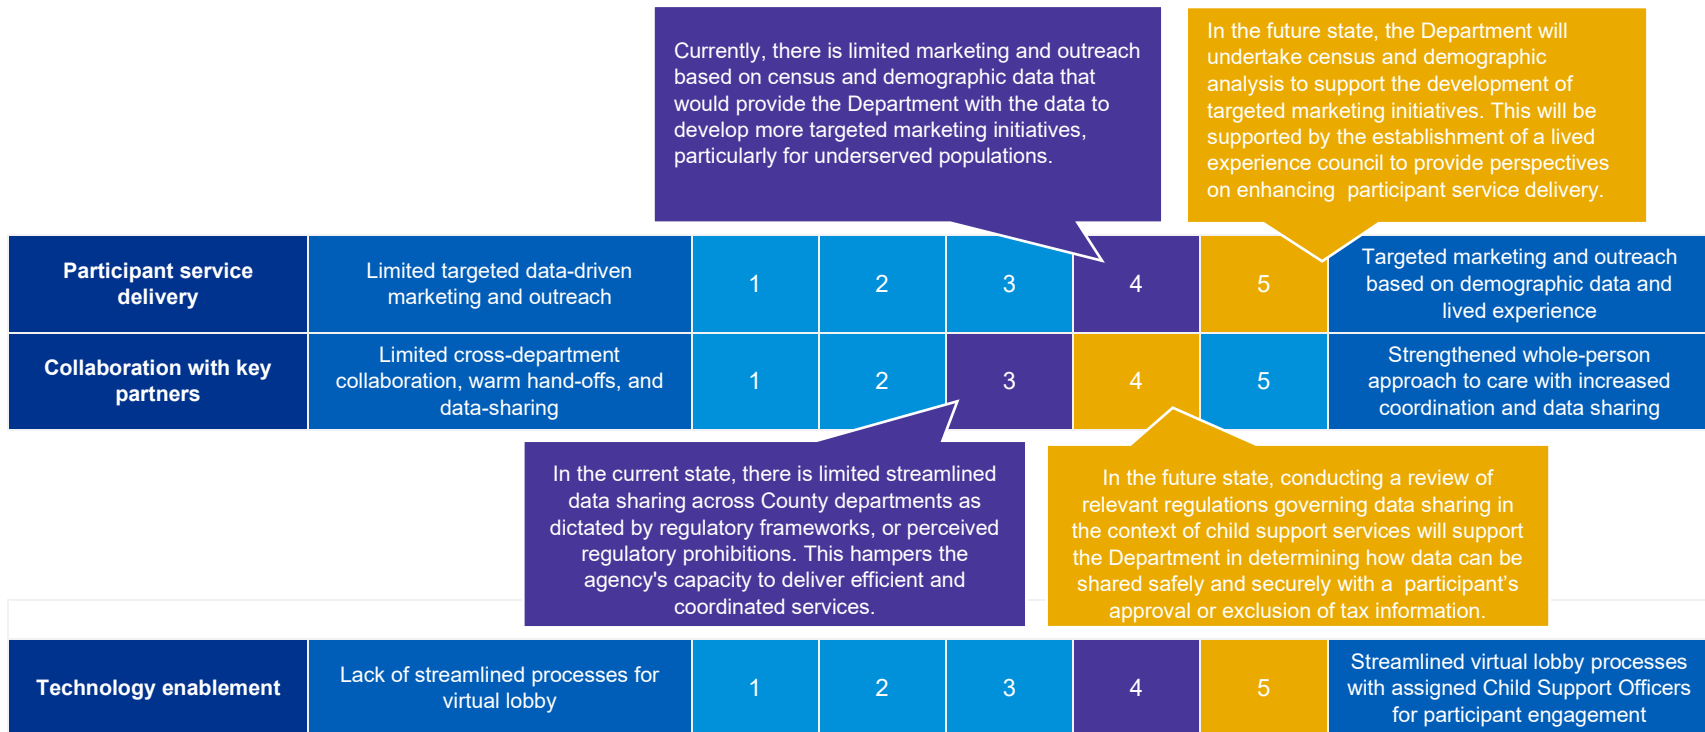 Currently, there is limited marketing and outreach
based on census and demographic data that
would provide the Department with the data to
develop more targeted marketing initiatives,
particularly for underserved populations.
In the future state, the Department will
undertake census and demographic
analysis to support the development of
targeted marketing initiatives. This will be
supported by the establishment of a lived
experience council to provide perspectives
on enhancing participant service delivery.
Participant service
delivery
Limited targeted data-driven
marketing and outreach
1
2
3
4
5
Targeted marketing and outreach
based on demographic data and
lived experience
Collaboration with key
partners
Limited cross-department
collaboration, warm hand-offs, and
data-sharing
1
2
3
4
5
Strengthened whole-person
approach to care with increased
coordination and data sharing
In the current state, there is limited streamlined
data sharing across County departments as
dictated by regulatory frameworks, or perceived
regulatory prohibitions. This hampers the
agency's capacity to deliver efficient and
coordinated services.
In the future state, conducting a review of
relevant regulations governing data sharing in
the context of child support services will support
the Department in determining how data can be
shared safely and securely with a participant’s
approval or exclusion of tax information.
Technology enablement
Lack of streamlined processes for
virtual lobby
1
2
3
4
5
Streamlined virtual lobby processes
with assigned Child Support Officers
for participant engagement